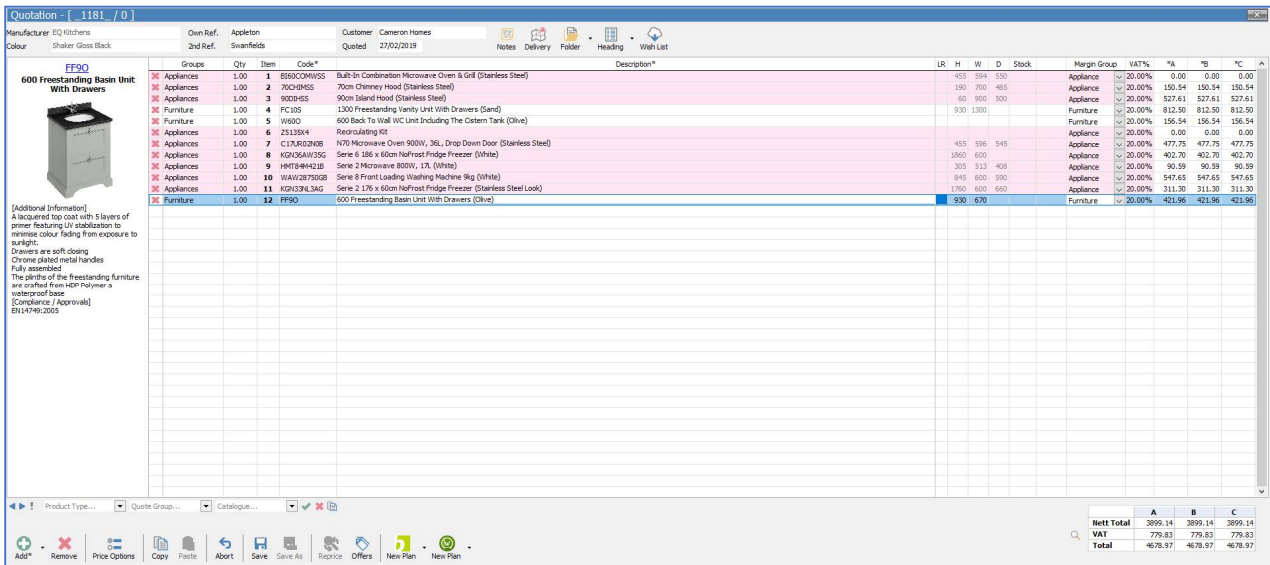 Quotation - [ _1181_ / 0 ]
Manufacturer EQ Kitchens Own Ref. Appleton Customer Cameron Homes
Colour Shaker Gloss Black 2nd Ref. Swanfields Quoted 27/02/2019
Notes Delivery Folder Heading Wish List
FF9O
600 Freestanding Basin Unit
With Drawers
[Additional Information]
A lacquered top coat with 5 layers of
primer featuring UV stabilization to
minimise colour fading from exposure to
sunlight.
Drawers are soft closing
Chrome plated metal handles
Fully assembled
The plinths of the freestanding furniture
are crafted from HDP Polymer a
waterproof base
[Compliance / Approvals]
EN14749:2005
Groups Qty Item Code* Description* LR H W D Stock Margin Group VAT% *A *B *C
Appliances 1.00 1 BI60COMWSS Built-In Combination Microwave Oven & Grill (Stainless Steel) 455 594 550 Appliance 20.00% 0.00 0.00 0.00
Appliances 1.00 2 70CHIMSS 70cm Chimney Hood (Stainless Steel) 190 700 485 Appliance 20.00% 150.54 150.54 150.54
Appliances 1.00 3 90DIHSS 90cm Island Hood (Stainless Steel) 60 900 500 Appliance 20.00% 527.61 527.61 527.61
Furniture 1.00 4 FC10S 1300 Freestanding Vanity Unit With Drawers (Sand) 930 1300 Furniture 20.00% 812.50 812.50 812.50
Furniture 1.00 5 W60O 600 Back To Wall WC Unit Including The Cistern Tank (Olive) Furniture 20.00% 156.54 156.54 156.54
Appliances 1.00 6 Z5135X4 Recirculating Kit Appliance 20.00% 0.00 0.00 0.00
Appliances 1.00 7 C17UR02N0B N70 Microwave Oven 900W, 36L, Drop Down Door (Stainless Steel) 455 596 545 Appliance 20.00% 477.75 477.75 477.75
Appliances 1.00 8 KGN36AW35G Serie 6 186 x 60cm NoFrost Fridge Freezer (White) 1860 600 Appliance 20.00% 402.70 402.70 402.70
Appliances 1.00 9 HMT84M421B Serie 2 Microwave 800W, 17L (White) 305 513 408 Appliance 20.00% 90.59 90.59 90.59
Appliances 1.00 10 WAW28750GB Serie 8 Front Loading Washing Machine 9kg (White) 845 600 590 Appliance 20.00% 547.65 547.65 547.65
Appliances 1.00 11 KGN33NL3AG Serie 2 176 x 60cm NoFrost Fridge Freezer (Stainless Steel Look) 1760 600 660 Appliance 20.00% 311.30 311.30 311.30
Furniture 1.00 12 FF9O 600 Freestanding Basin Unit With Drawers (Olive) 930 670 Furniture 20.00% 421.96 421.96 421.96
Product Type... Quote Group... Catalogue...
A B C
Nett Total 3899.14 3899.14 3899.14
VAT 779.83 779.83 779.83
Total 4678.97 4678.97 4678.97
Add* Remove Price Options Copy Paste Abort Save Save As Reprice Offers New Plan New Plan